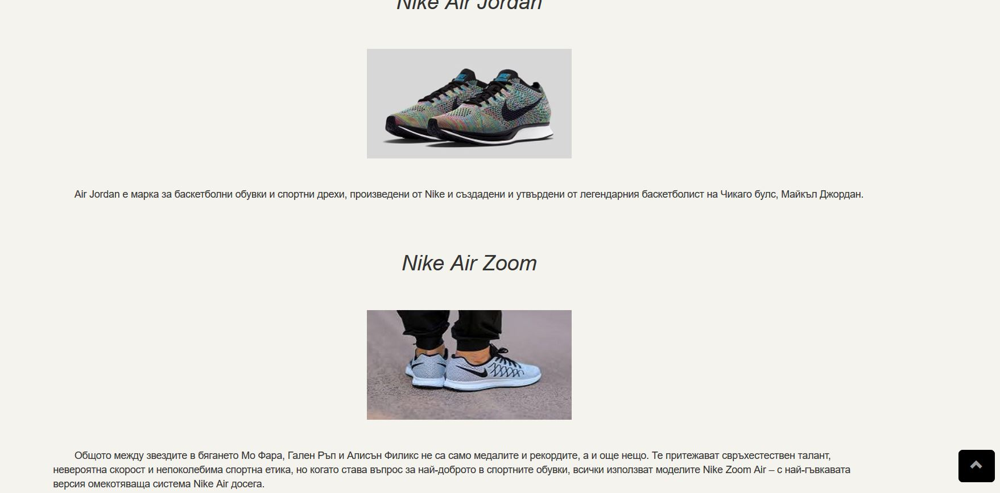 Nike Air Jordan
Air Jordan е марка за баскетболни обувки и спортни дрехи, произведени от Nike и създадени и утвърдени от легендарния баскетболист на Чикаго булс, Майкъл Джордан.
Nike Air Zoom
Общото между звездите в бягането Мо Фара, Гален Ръп и Алисън Филикс не са само медалите и рекордите, а и още нещо. Те притежават свръхестествен талант,
невероятна скорост и непоколебима спортна етика, но когато става въпрос за най-доброто в спортните обувки, всички използват моделите Nike Zoom Air – с най-гъвкавата
версия омекотяваща система Nike Air досега.